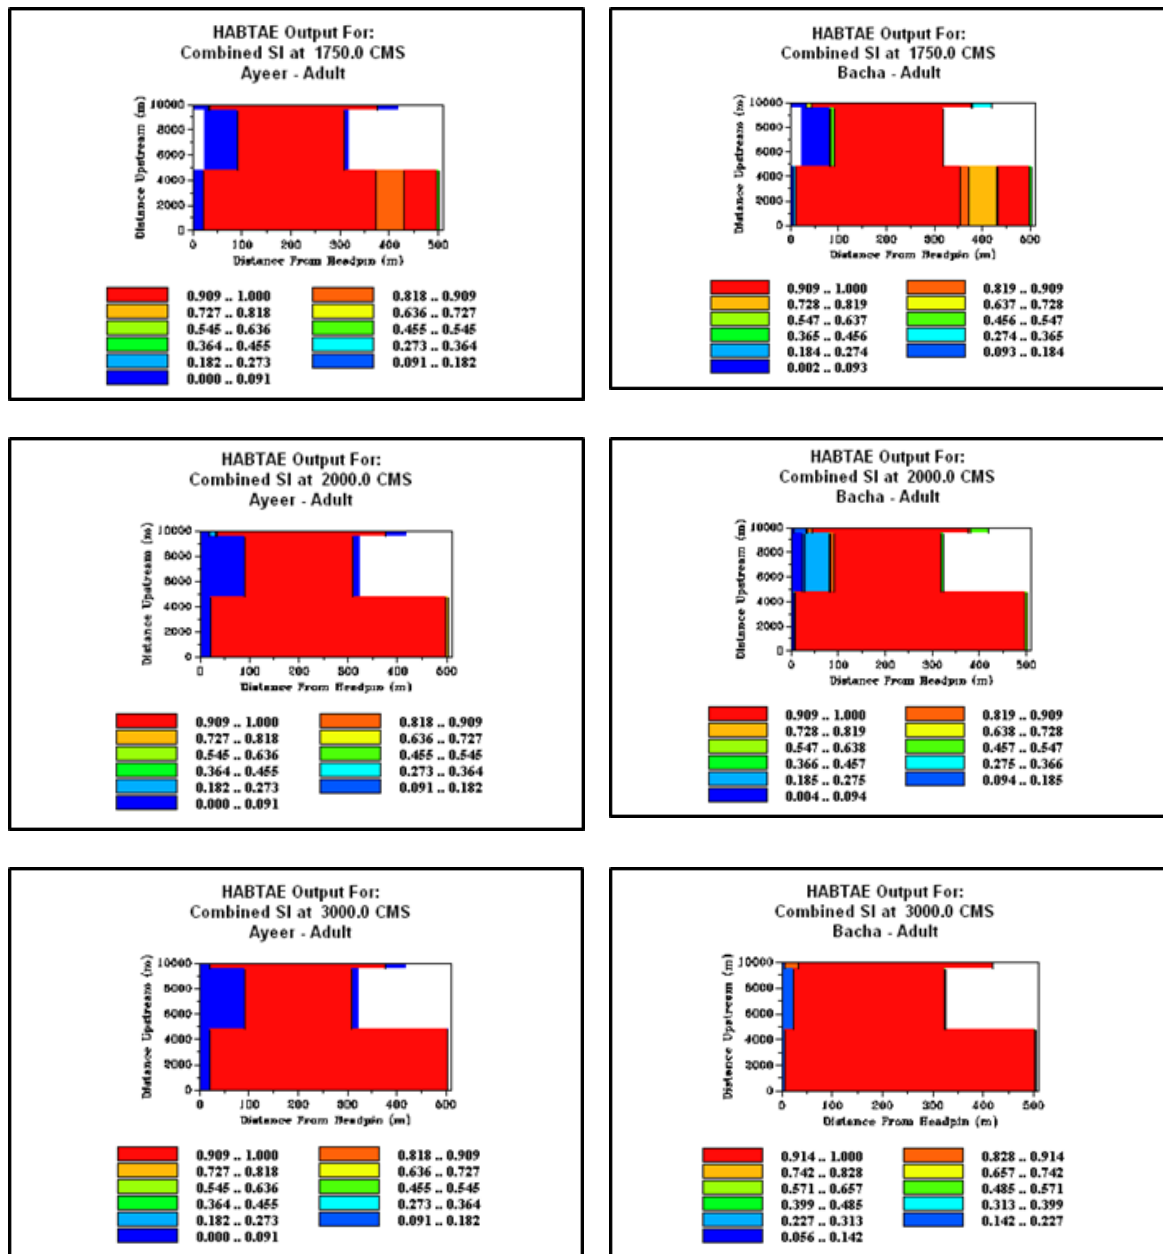 HABTAE Output For:
Combined SI at 1750.0 CMS
Ayeer - Adult
Distance Upstream (m)
10000
8000
6000
4000
2000
0
0 100 200 300 400 500
Distance From Headpin (m)
0.909 .. 1.000 0.818 .. 0.909
0.727 .. 0.818 0.636 .. 0.727
0.545 .. 0.636 0.455 .. 0.545
0.364 .. 0.455 0.273 .. 0.364
0.182 .. 0.273 0.091 .. 0.182
0.000 .. 0.091
HABTAE Output For:
Combined SI at 1750.0 CMS
Bacha - Adult
Distance Upstream (m)
10000
8000
6000
4000
2000
0
0 100 200 300 400
Distance From Headpin (m)
0.909 .. 1.000 0.819 .. 0.909
0.728 .. 0.819 0.637 .. 0.728
0.547 .. 0.637 0.456 .. 0.547
0.365 .. 0.456 0.274 .. 0.365
0.184 .. 0.274 0.093 .. 0.184
0.002 .. 0.093
HABTAE Output For:
Combined SI at 2000.0 CMS
Ayeer - Adult
Distance Upstream (m)
10000
8000
6000
4000
2000
0
0 100 200 300 400
Distance From Headpin (m)
0.909 .. 1.000 0.818 .. 0.909
0.727 .. 0.818 0.636 .. 0.727
0.545 .. 0.636 0.455 .. 0.545
0.364 .. 0.455 0.273 .. 0.364
0.182 .. 0.273 0.091 .. 0.182
0.000 .. 0.091
HABTAE Output For:
Combined SI at 2000.0 CMS
Bacha - Adult
Distance Upstream (m)
10000
8000
6000
4000
2000
0
0 100 200 300 400 500
Distance From Headpin (m)
0.909 .. 1.000 0.819 .. 0.909
0.728 .. 0.819 0.638 .. 0.728
0.547 .. 0.638 0.457 .. 0.547
0.366 .. 0.457 0.275 .. 0.366
0.185 .. 0.275 0.094 .. 0.185
0.004 .. 0.094
HABTAE Output For:
Combined SI at 3000.0 CMS
Ayeer - Adult
Distance Upstream (m)
10000
8000
6000
4000
2000
0
0 100 200 300 400
Distance From Headpin (m)
0.909 .. 1.000 0.818 .. 0.909
0.727 .. 0.818 0.636 .. 0.727
0.545 .. 0.636 0.455 .. 0.545
0.364 .. 0.455 0.273 .. 0.364
0.182 .. 0.273 0.091 .. 0.182
0.000 .. 0.091
HABTAE Output For:
Combined SI at 3000.0 CMS
Bacha - Adult
Distance Upstream (m)
10000
8000
6000
4000
2000
0
0 100 200 300 400 500
Distance From Headpin (m)
0.914 .. 1.000 0.828 .. 0.914
0.742 .. 0.828 0.657 .. 0.742
0.571 .. 0.657 0.485 .. 0.571
0.399 .. 0.485 0.313 .. 0.399
0.227 .. 0.313 0.142 .. 0.227
0.056 .. 0.142